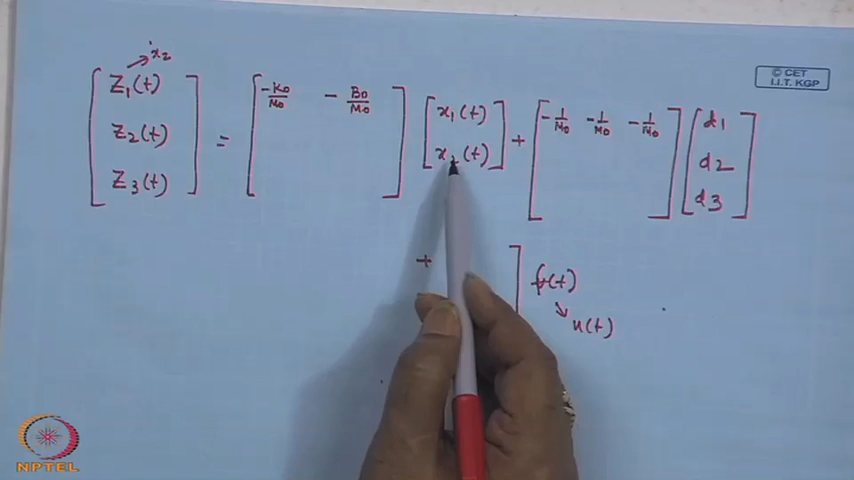 ẋ₂
© CET
I.I.T. KGP
[Z₁(t) Z₂(t) Z₃(t)] = [-K₀/M₀ - B₀/M₀] [x₁(t) x₂(t)] + [-1/M₀ -1/M₀ -1/M₀] [d₁ d₂ d₃]
+ ] f(t)
u(t)
NPTEL